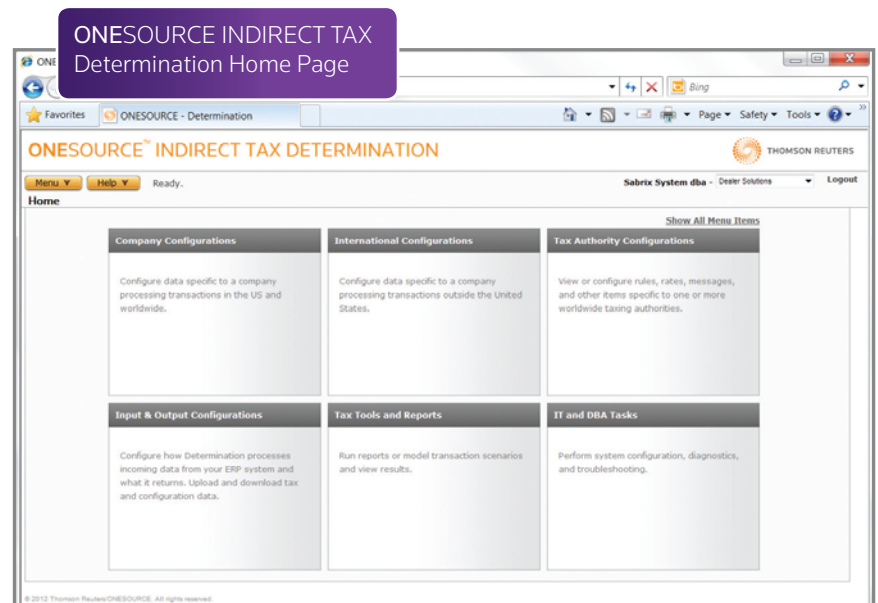 ONESOURCE INDIRECT TAX
Determination Home Page
ONE
Bing
Favorites ONESOURCE - Determination Page Safety Tools
ONESOURCE™ INDIRECT TAX DETERMINATION THOMSON REUTERS
Menu Help Ready. Sabrix System dba - Dealer Solutions Logout
Home
Show All Menu Items
Company Configurations International Configurations Tax Authority Configurations
Configure data specific to a company
processing transactions in the US and
worldwide.
Configure data specific to a company
processing transactions outside the United
States.
View or configure rules, rates, messages,
and other items specific to one or more
worldwide taxing authorities.
Input & Output Configurations Tax Tools and Reports IT and DBA Tasks
Configure how Determination processes
incoming data from your ERP system and
what it returns. Upload and download tax
and configuration data.
Run reports or model transaction scenarios
and view results.
Perform system configuration, diagnostics,
and troubleshooting.
© 2012 Thomson Reuters/ONESOURCE. All rights reserved.